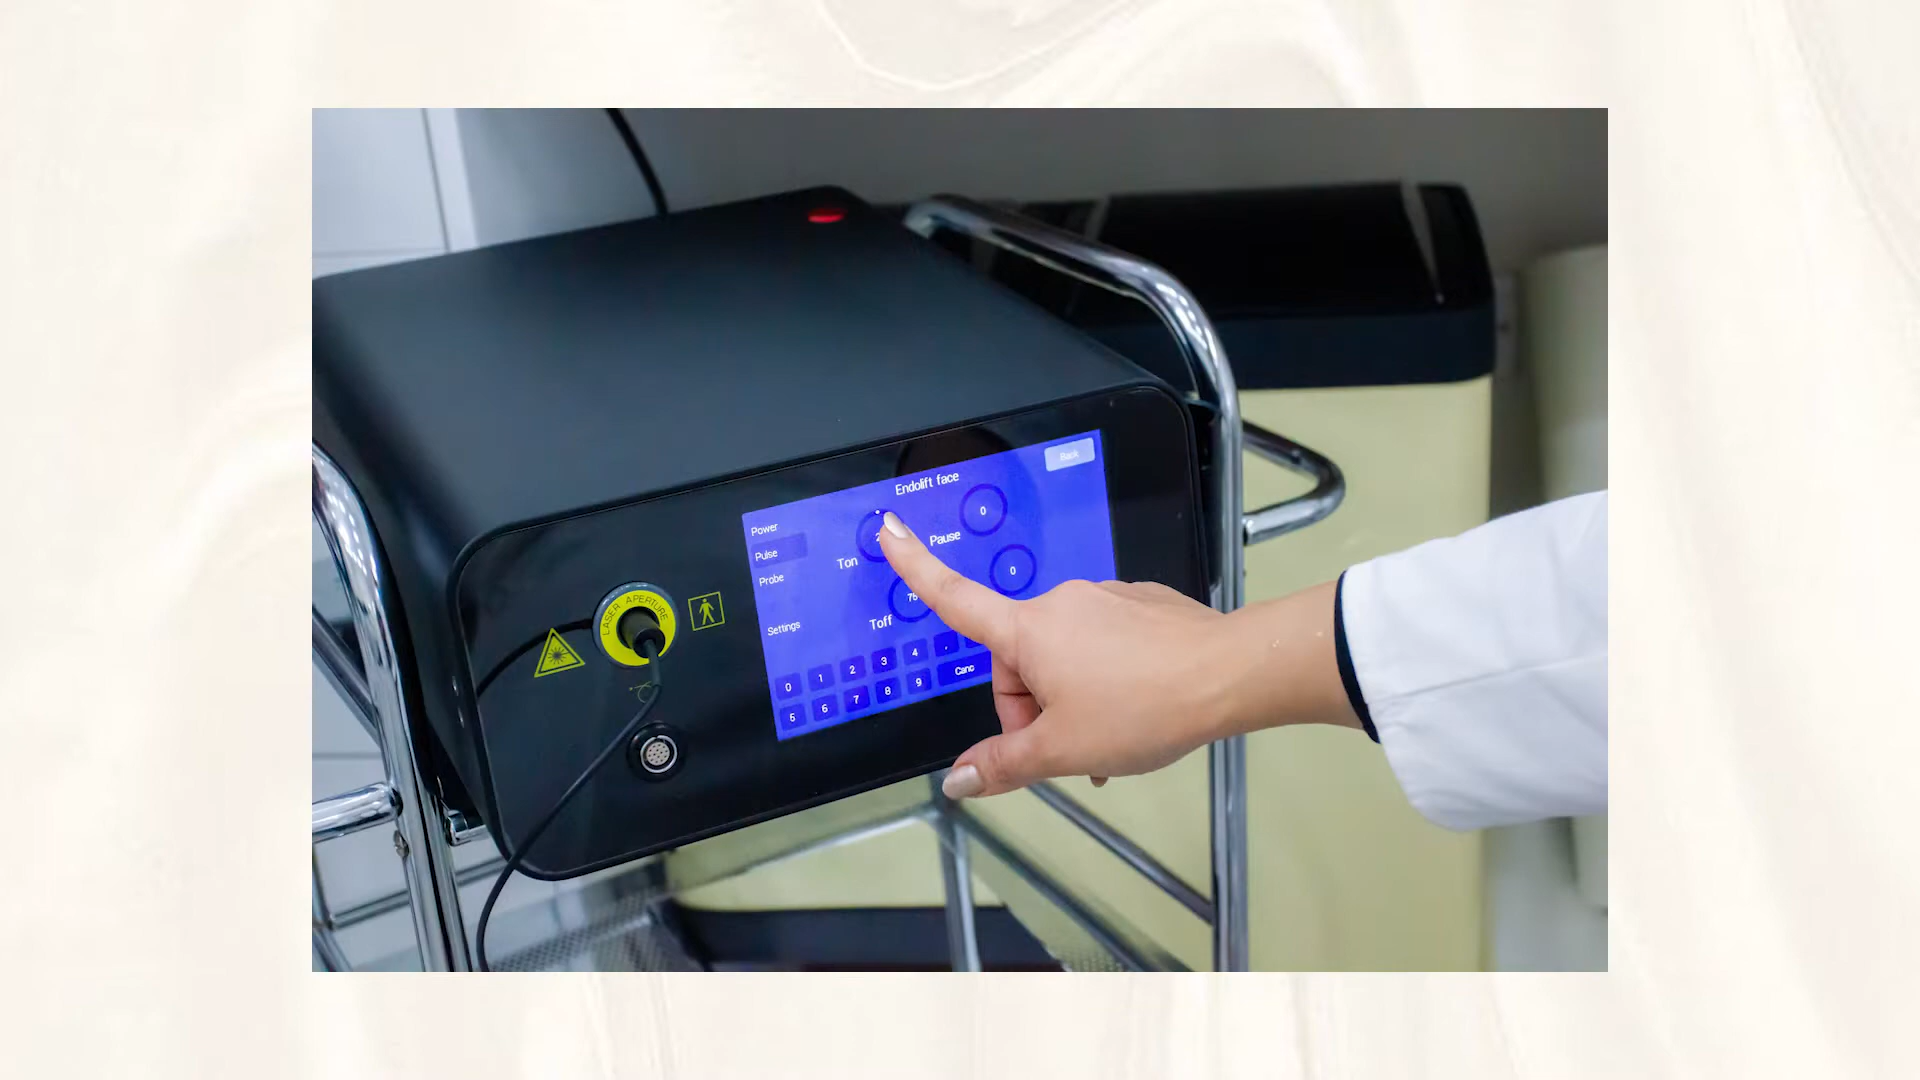 Back
Endolift face
Power
Pulse
Probe
Settings
Ton
Pause
Toff
0
0
75
0 1 2 3 4 .
5 6 7 8 9 Canc
LASER APERTURE